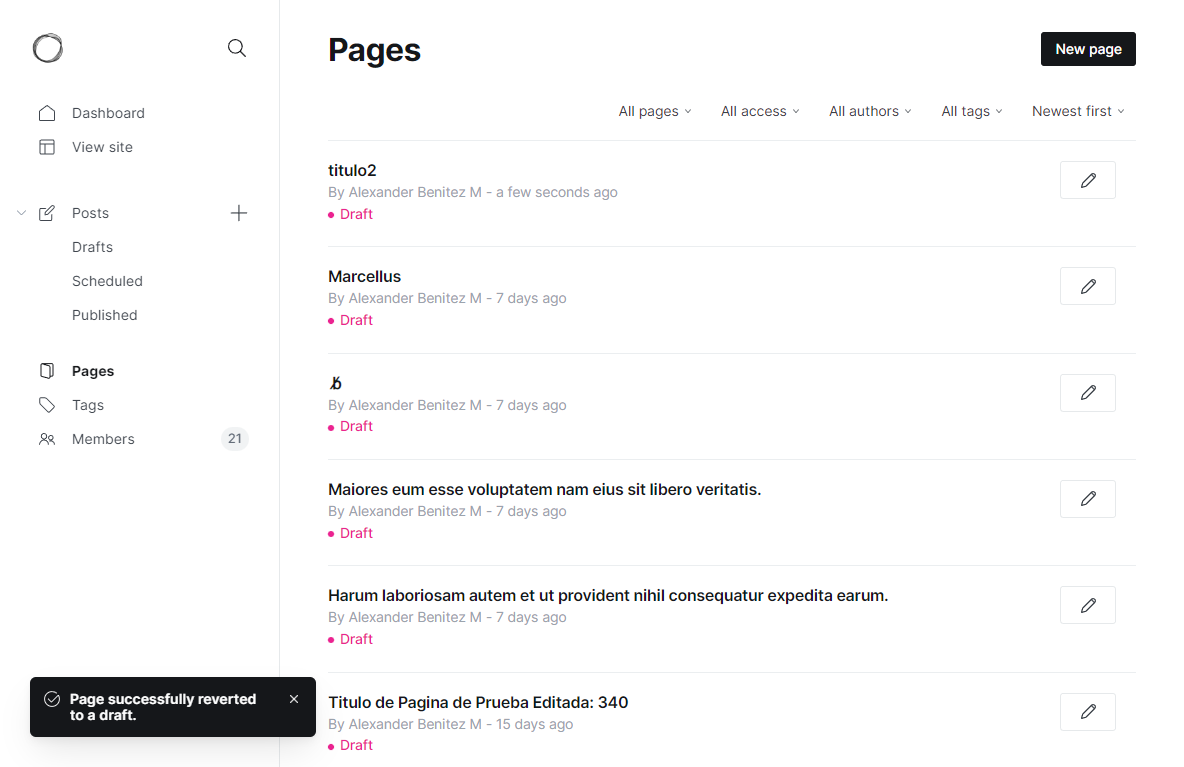 Pages
New page
Dashboard
View site
Posts
Drafts
Scheduled
Published
Pages
Tags
Members 21
All pages All access All authors All tags Newest first
titulo2
By Alexander Benitez M - a few seconds ago
Draft
Marcellus
By Alexander Benitez M - 7 days ago
Draft
By Alexander Benitez M - 7 days ago
Draft
Maiores eum esse voluptatem nam eius sit libero veritatis.
By Alexander Benitez M - 7 days ago
Draft
Harum laboriosam autem et ut provident nihil consequatur expedita earum.
By Alexander Benitez M - 7 days ago
Draft
Titulo de Pagina de Prueba Editada: 340
By Alexander Benitez M - 15 days ago
Draft
Page successfully reverted
to a draft.